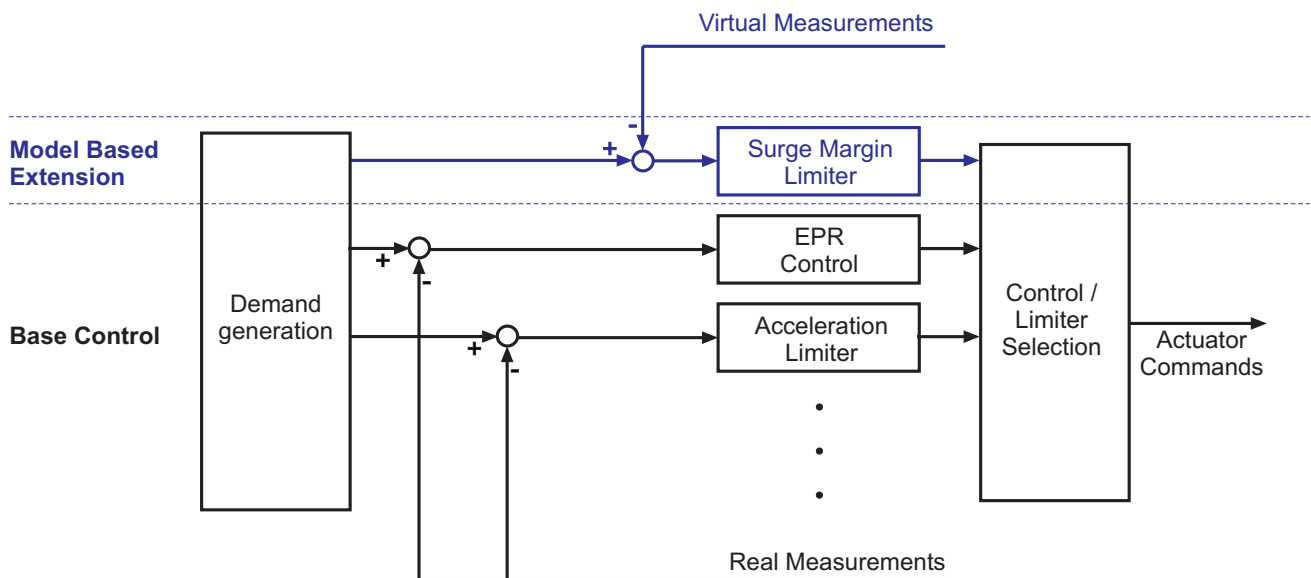 Virtual Measurements
-
+
Model Based
Extension
Surge Margin
Limiter
EPR
Control
+
-
Demand
generation
Control /
Limiter
Selection
Base Control
Acceleration
Limiter
+
-
Actuator
Commands
Real Measurements